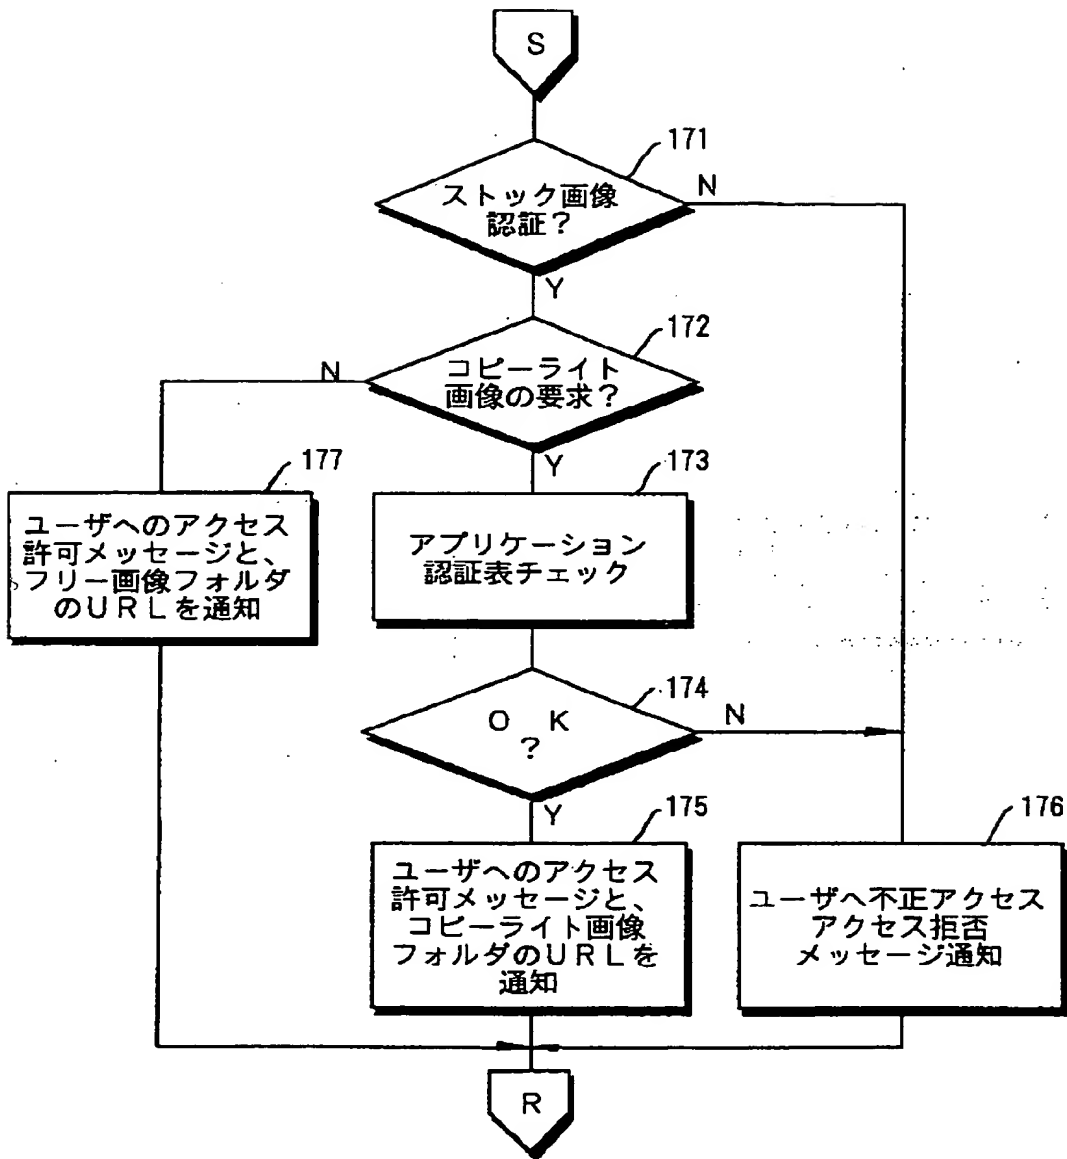 S
171
ストック画像
認証？
N
Y
172
コピーライト
画像の要求？
N
Y
177
ユーザへのアクセス
許可メッセージと、
フリー画像フォルダ
のＵＲＬを通知
173
アプリケーション
認証表チェック
174
Ｏ　Ｋ
？
N
Y
175
ユーザへのアクセス
許可メッセージと、
コピーライト画像
フォルダのＵＲＬを
通知
176
ユーザへ不正アクセス
アクセス拒否
メッセージ通知
R